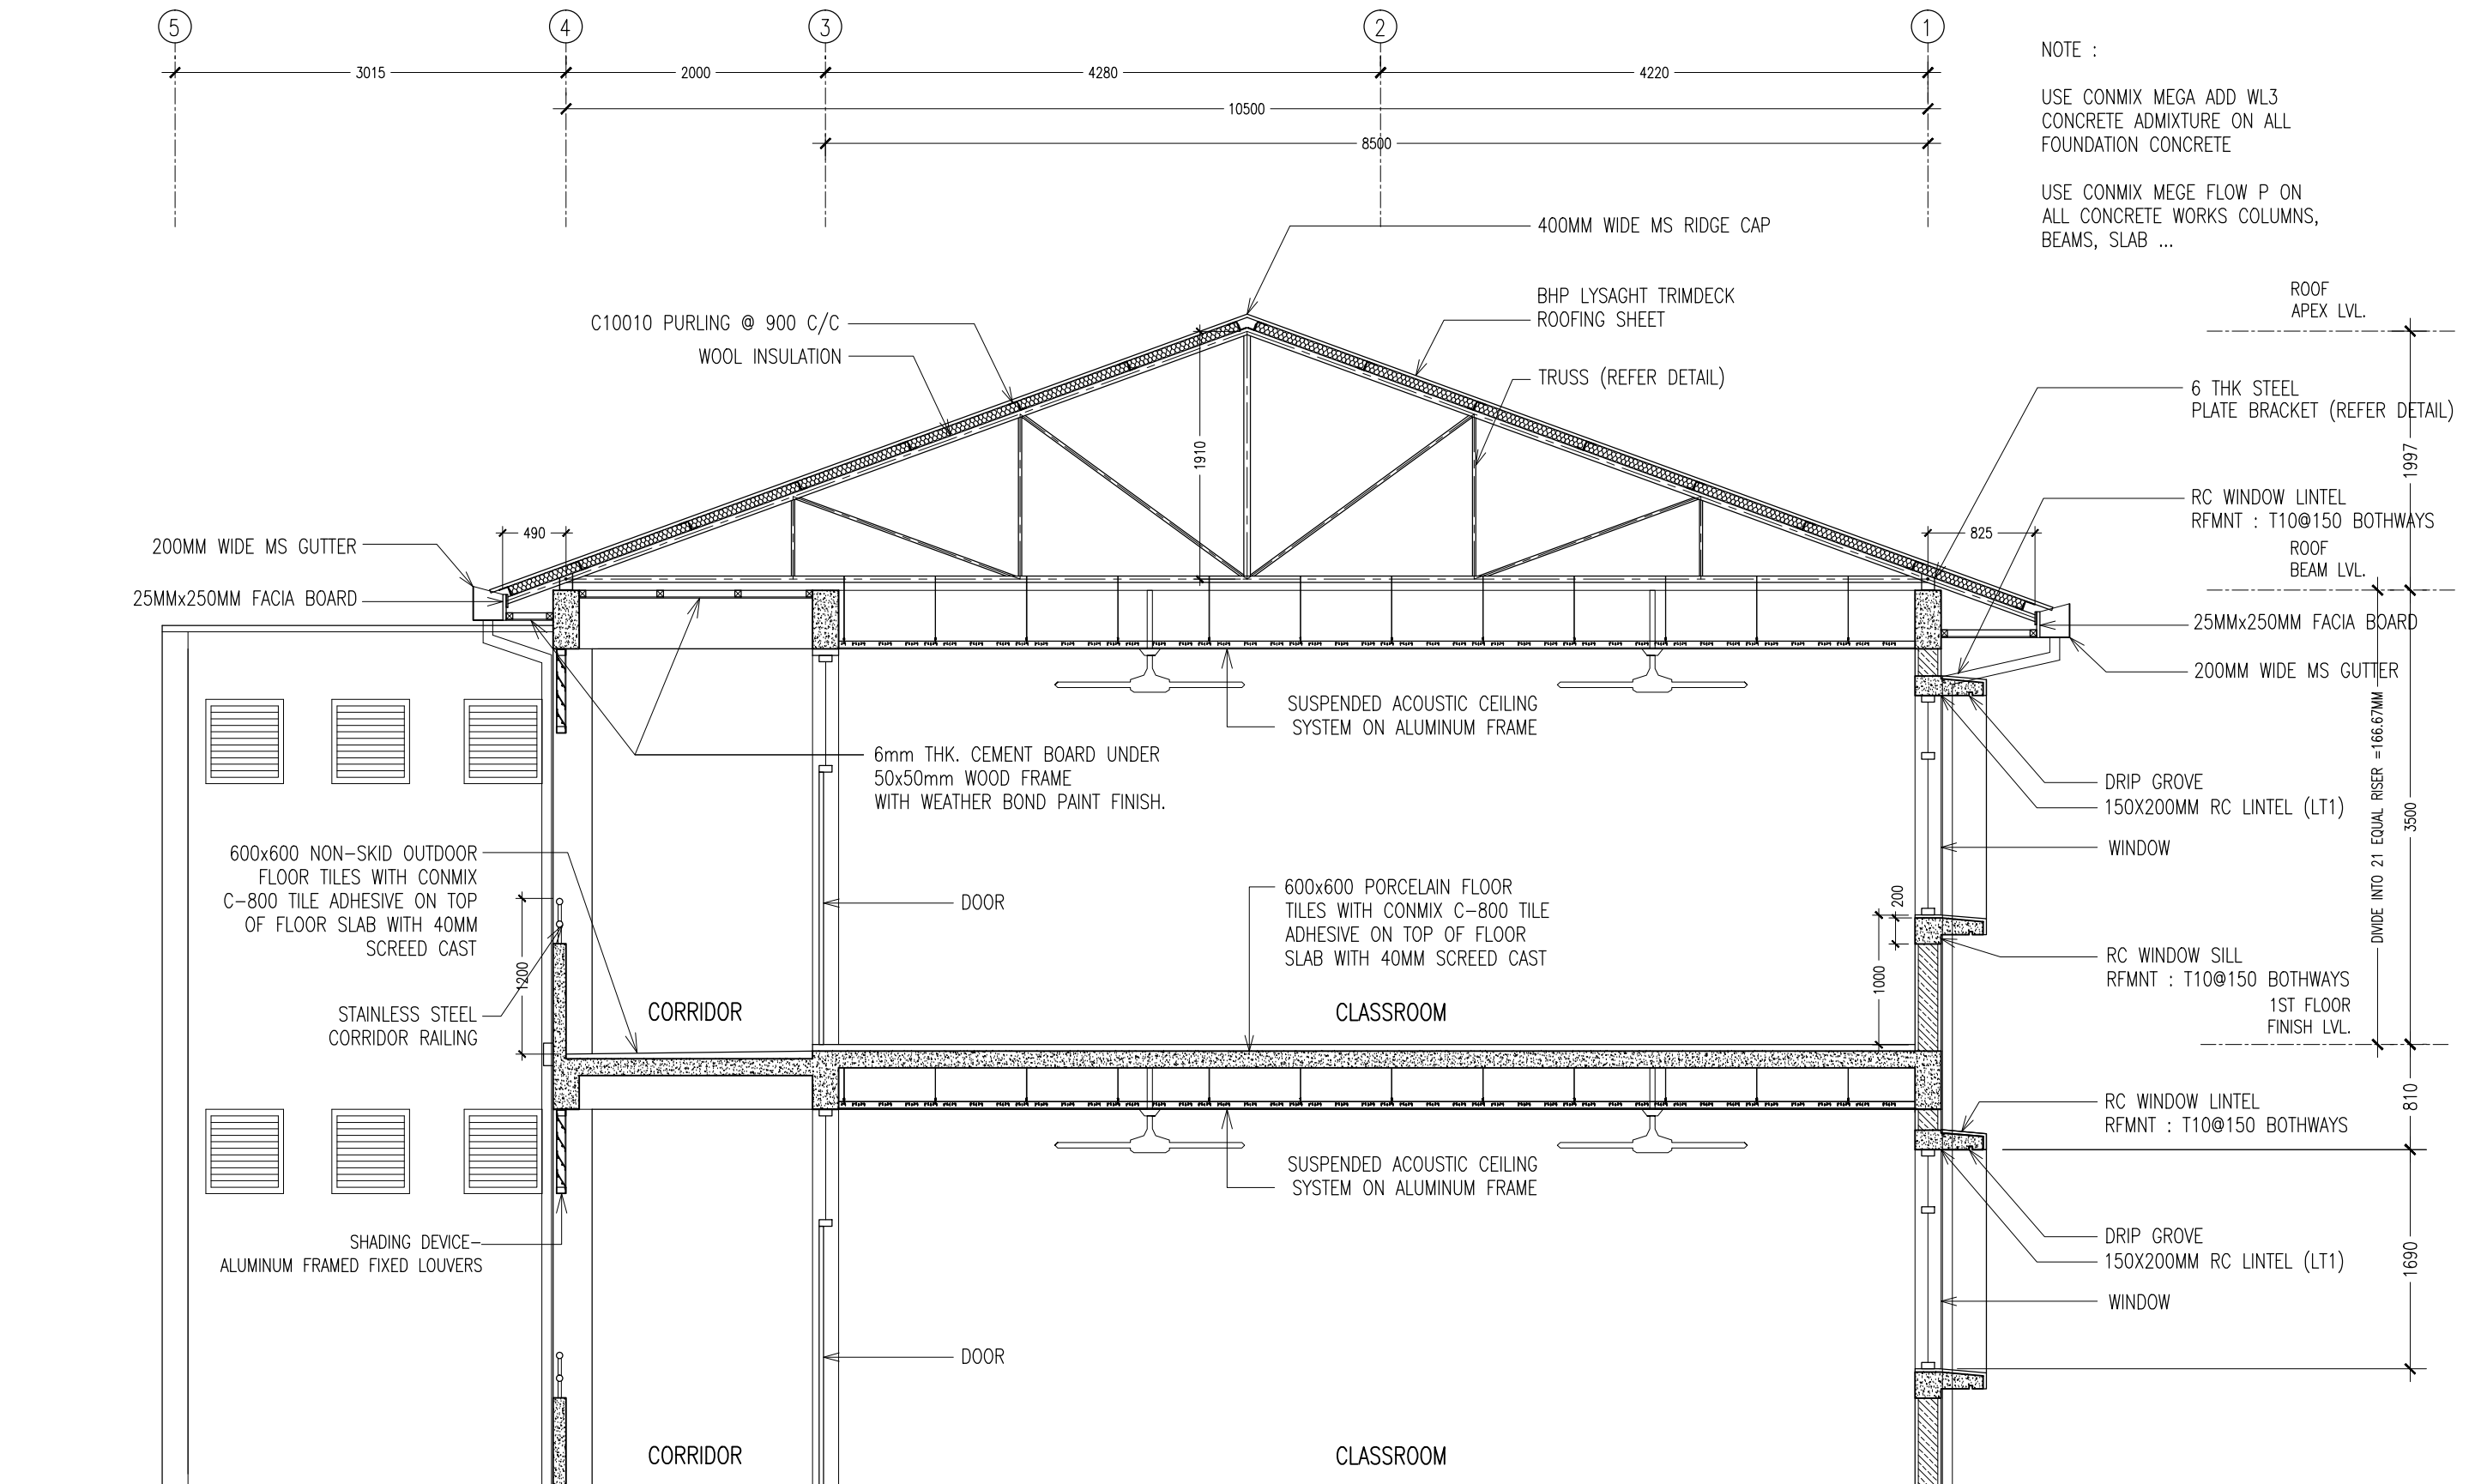 5
4
3
2
1
3015
2000
4280
4220
10500
8500
NOTE :
USE CONMIX MEGA ADD WL3
CONCRETE ADMIXTURE ON ALL
FOUNDATION CONCRETE
USE CONMIX MEGE FLOW P ON
ALL CONCRETE WORKS COLUMNS,
BEAMS, SLAB ...
400MM WIDE MS RIDGE CAP
BHP LYSAGHT TRIMDECK
ROOFING SHEET
TRUSS (REFER DETAIL)
C10010 PURLING @ 900 C/C
WOOL INSULATION
1910
ROOF
APEX LVL.
6 THK STEEL
PLATE BRACKET (REFER DETAIL)
1997
RC WINDOW LINTEL
RFMNT : T10@150 BOTHWAYS
ROOF
BEAM LVL.
490
825
200MM WIDE MS GUTTER
25MMx250MM FACIA BOARD
25MMx250MM FACIA BOARD
200MM WIDE MS GUTTER
SUSPENDED ACOUSTIC CEILING
SYSTEM ON ALUMINUM FRAME
6mm THK. CEMENT BOARD UNDER
50x50mm WOOD FRAME
WITH WEATHER BOND PAINT FINISH.
DRIP GROVE
150X200MM RC LINTEL (LT1)
WINDOW
DIVIDE INTO 21 EQUAL RISER =166.67MM
3500
600x600 NON-SKID OUTDOOR
FLOOR TILES WITH CONMIX
C-800 TILE ADHESIVE ON TOP
OF FLOOR SLAB WITH 40MM
SCREED CAST
DOOR
600x600 PORCELAIN FLOOR
TILES WITH CONMIX C-800 TILE
ADHESIVE ON TOP OF FLOOR
SLAB WITH 40MM SCREED CAST
200
1000
1200
RC WINDOW SILL
RFMNT : T10@150 BOTHWAYS
STAINLESS STEEL
CORRIDOR RAILING
CORRIDOR
CLASSROOM
1ST FLOOR
FINISH LVL.
810
RC WINDOW LINTEL
RFMNT : T10@150 BOTHWAYS
SUSPENDED ACOUSTIC CEILING
SYSTEM ON ALUMINUM FRAME
SHADING DEVICE-
ALUMINUM FRAMED FIXED LOUVERS
DRIP GROVE
150X200MM RC LINTEL (LT1)
1690
WINDOW
DOOR
CORRIDOR
CLASSROOM